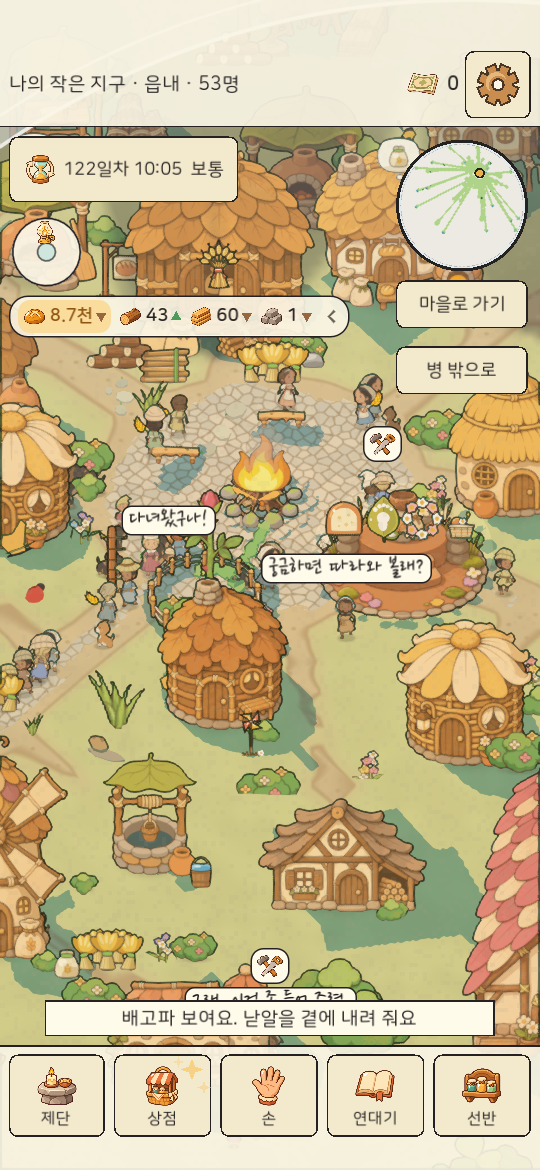 나의 작은 지구 · 읍내 · 53명
0
122일차 10:05 보통
8.7천 43 60 1
마을로 가기
병 밖으로
다녀왔구나!
궁금하면 따라와 볼래?
배고파 보여요. 낟알을 곁에 내려 줘요
제단
상점
손
연대기
선반